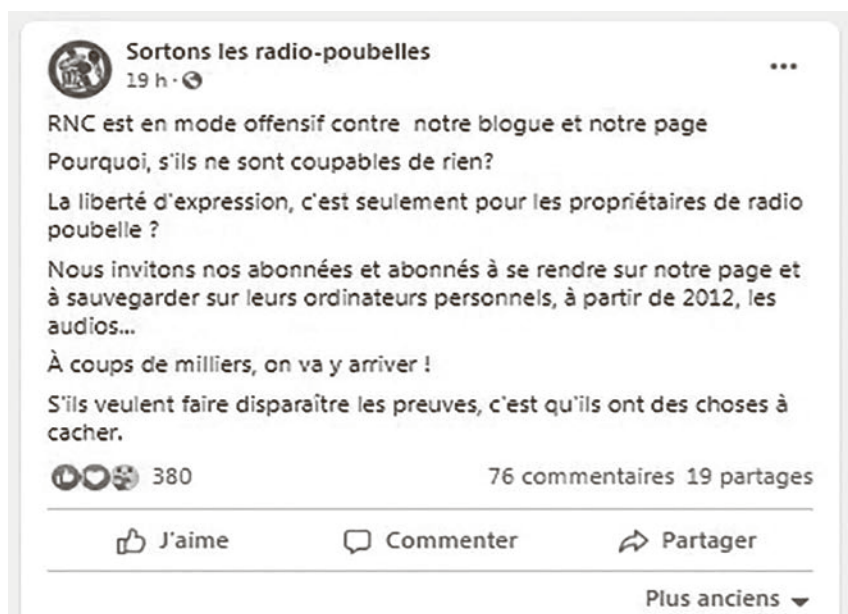 Sortons les radio-poubelles
19 h ·
RNC est en mode offensif contre notre blogue et notre page
Pourquoi, s'ils ne sont coupables de rien?
La liberté d'expression, c'est seulement pour les propriétaires de radio
poubelle ?
Nous invitons nos abonnées et abonnés à se rendre sur notre page et
à sauvegarder sur leurs ordinateurs personnels, à partir de 2012, les
audios...
À coups de milliers, on va y arriver !
S'ils veulent faire disparaître les preuves, c'est qu'ils ont des choses à
cacher.
380 76 commentaires 19 partages
J'aime Commenter Partager
Plus anciens